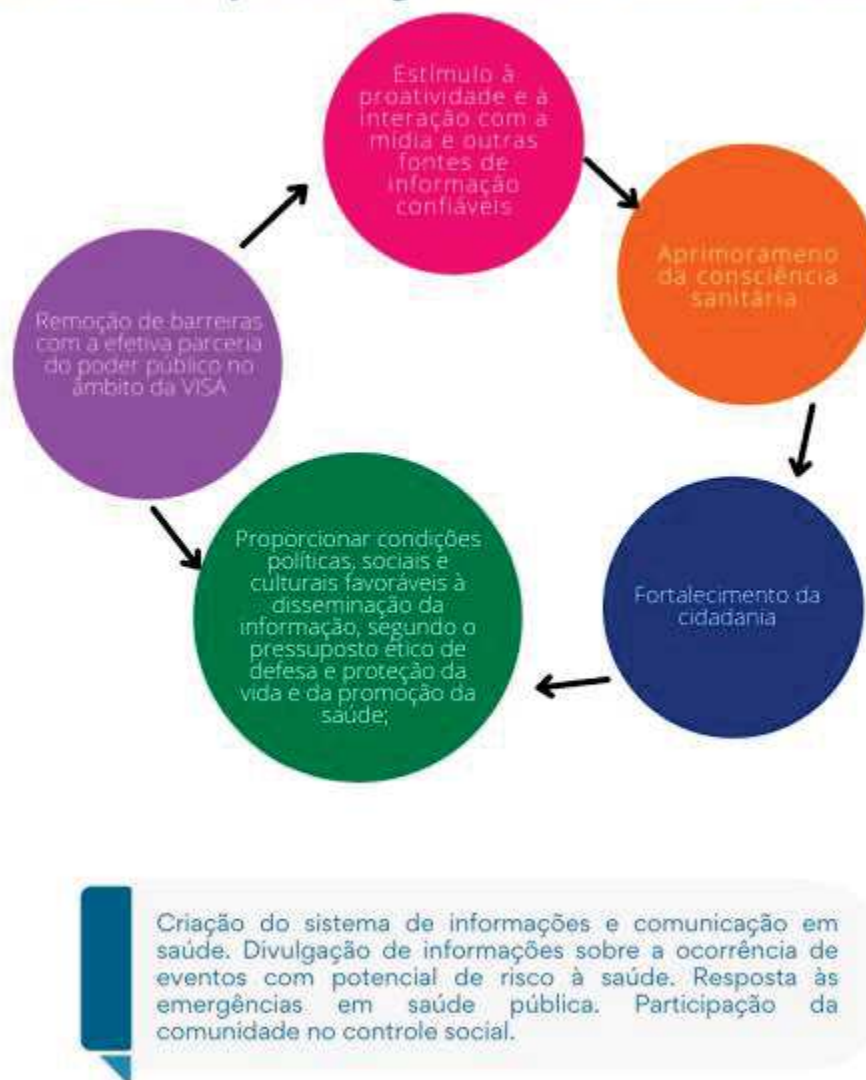 Estímulo à
proatividade e à
interação com a
mídia e outras
fontes de
informação
confiáveis
Aprimorameno
da consciência
sanitária
Remoção de barreiras
com a efetiva parceria
do poder público no
âmbito da VISA
Proporcionar condições
políticas, sociais e
culturais favoráveis à
disseminação da
informação, segundo o
pressuposto ético de
defesa e proteção da
vida e da promoção da
saúde;
Fortalecimento da
cidadania
Criação do sistema de informações e comunicação em
saúde. Divulgação de informações sobre a ocorrência de
eventos com potencial de risco à saúde. Resposta às
emergências em saúde pública. Participação da
comunidade no controle social.